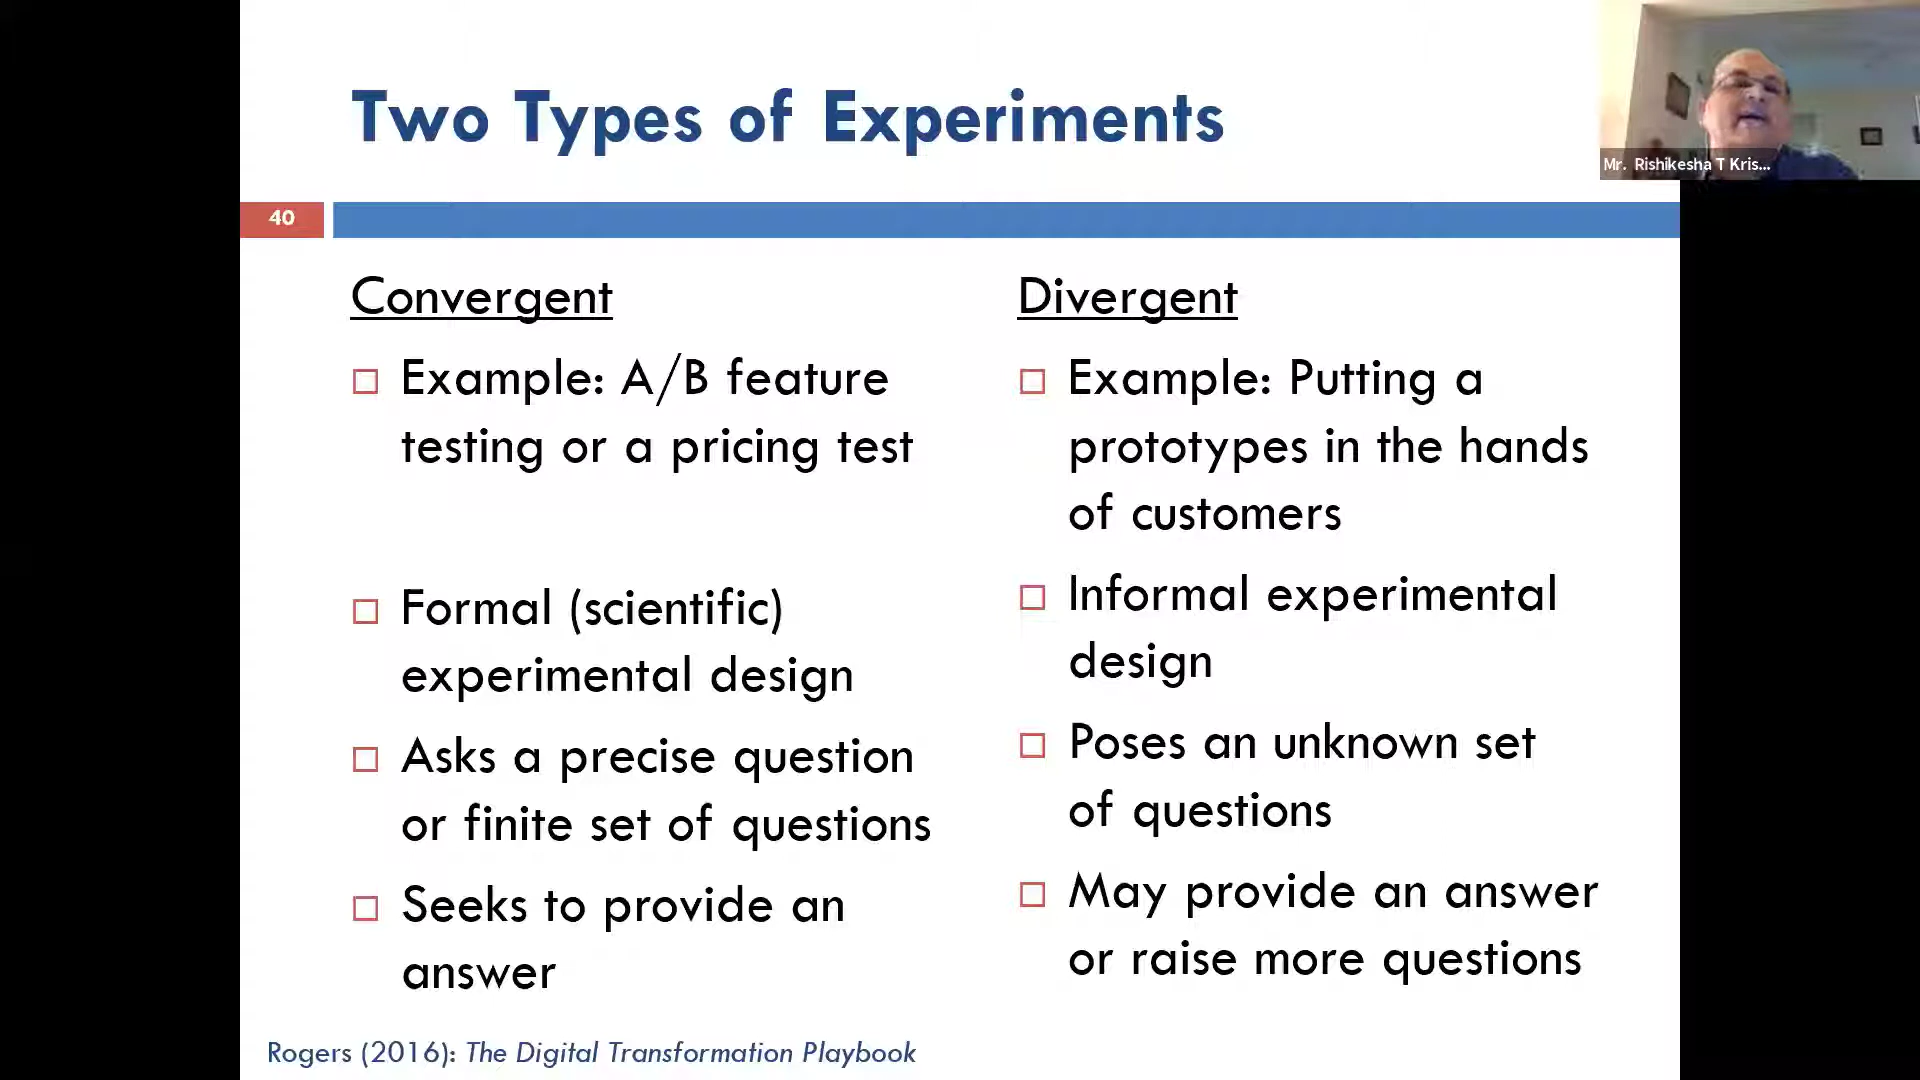 Two Types of Experiments
Mr. Rishikesha T Kris...
40
Convergent
Example: A/B feature
testing or a pricing test
Formal (scientific)
experimental design
Asks a precise question
or finite set of questions
Seeks to provide an
answer
Divergent
Example: Putting a
prototypes in the hands
of customers
Informal experimental
design
Poses an unknown set
of questions
May provide an answer
or raise more questions
Rogers (2016): The Digital Transformation Playbook